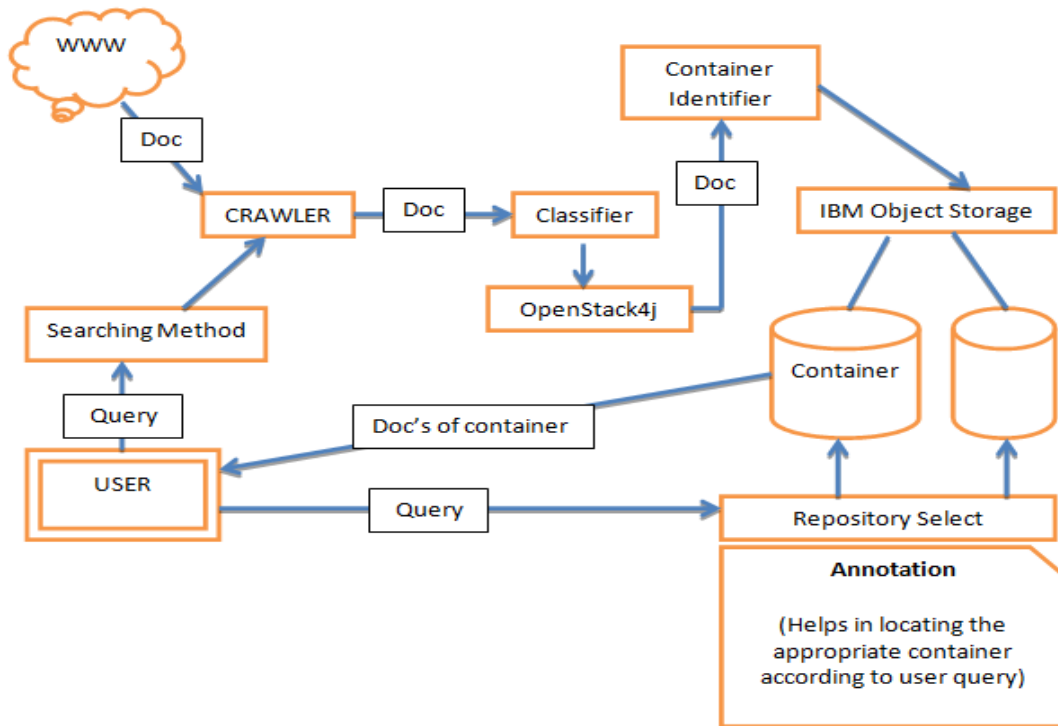 WWW
Doc
CRAWLER
Doc
Classifier
OpenStack4j
Doc
Container
Identifier
IBM Object Storage
Searching Method
Query
USER
Container
Doc's of container
Query
Repository Select
Annotation
(Helps in locating the
appropriate container
according to user query)